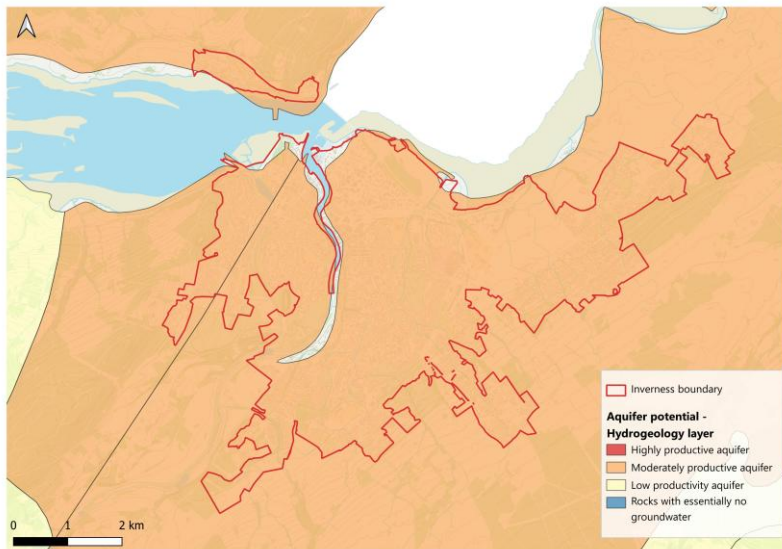 Inverness boundary
Aquifer potential -
Hydrogeology layer
Highly productive aquifer
Moderately productive aquifer
Low productivity aquifer
Rocks with essentially no
groundwater
0 1 2 km